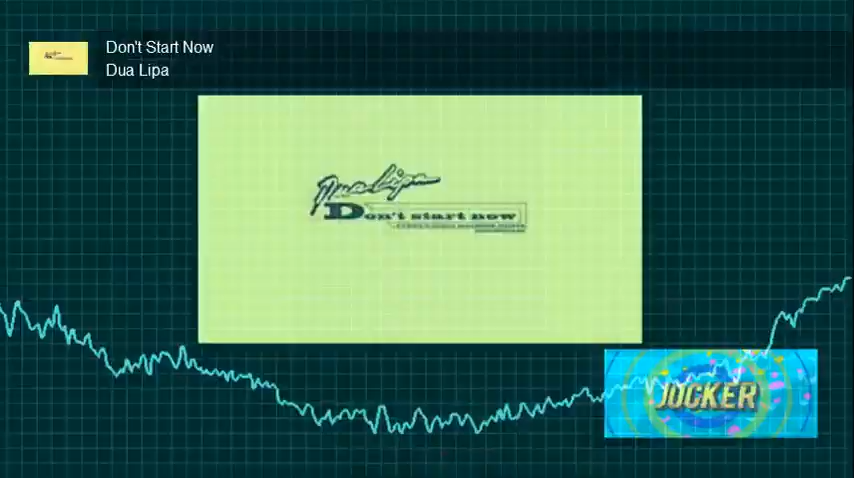 Don't Start Now
Dua Lipa
Dua Lipa
Don't start now
JOCKER